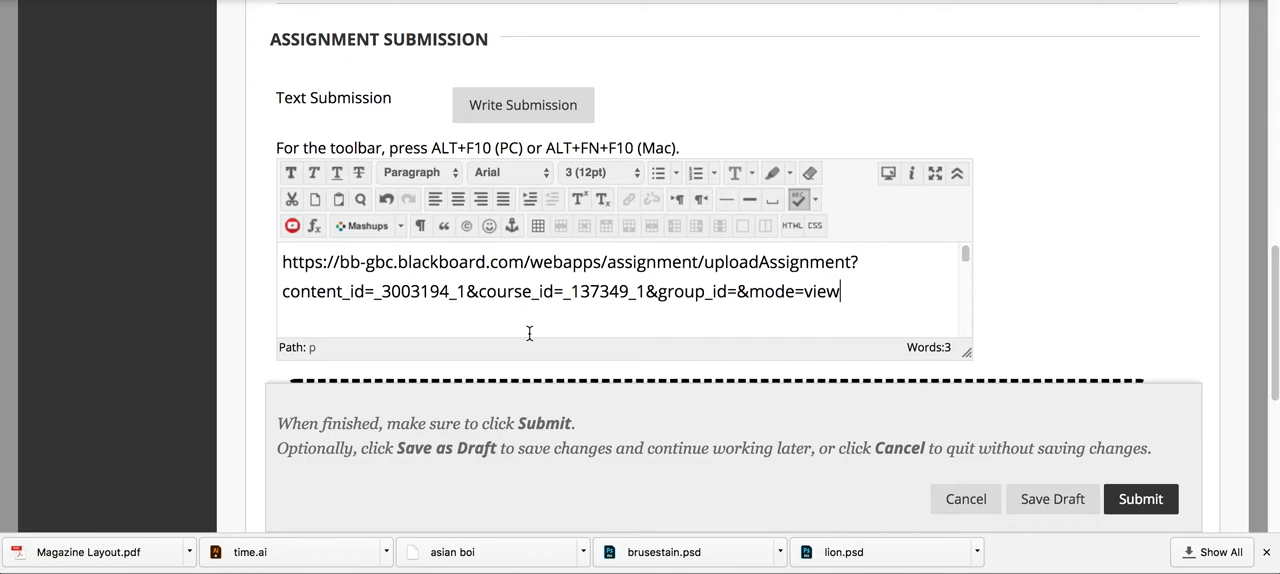 ASSIGNMENT SUBMISSION
Text Submission
Write Submission
For the toolbar, press ALT+F10 (PC) or ALT+FN+F10 (Mac).
T T T T Paragraph Arial 3 (12pt) T
Mashups HTML CSS
https://bb-gbc.blackboard.com/webapps/assignment/uploadAssignment?
content_id=_3003194_1&course_id=_137349_1&group_id=&mode=view
Path: p Words:3
When finished, make sure to click Submit.
Optionally, click Save as Draft to save changes and continue working later, or click Cancel to quit without saving changes.
Cancel Save Draft Submit
Magazine Layout.pdf time.ai asian boi brusestain.psd lion.psd Show All